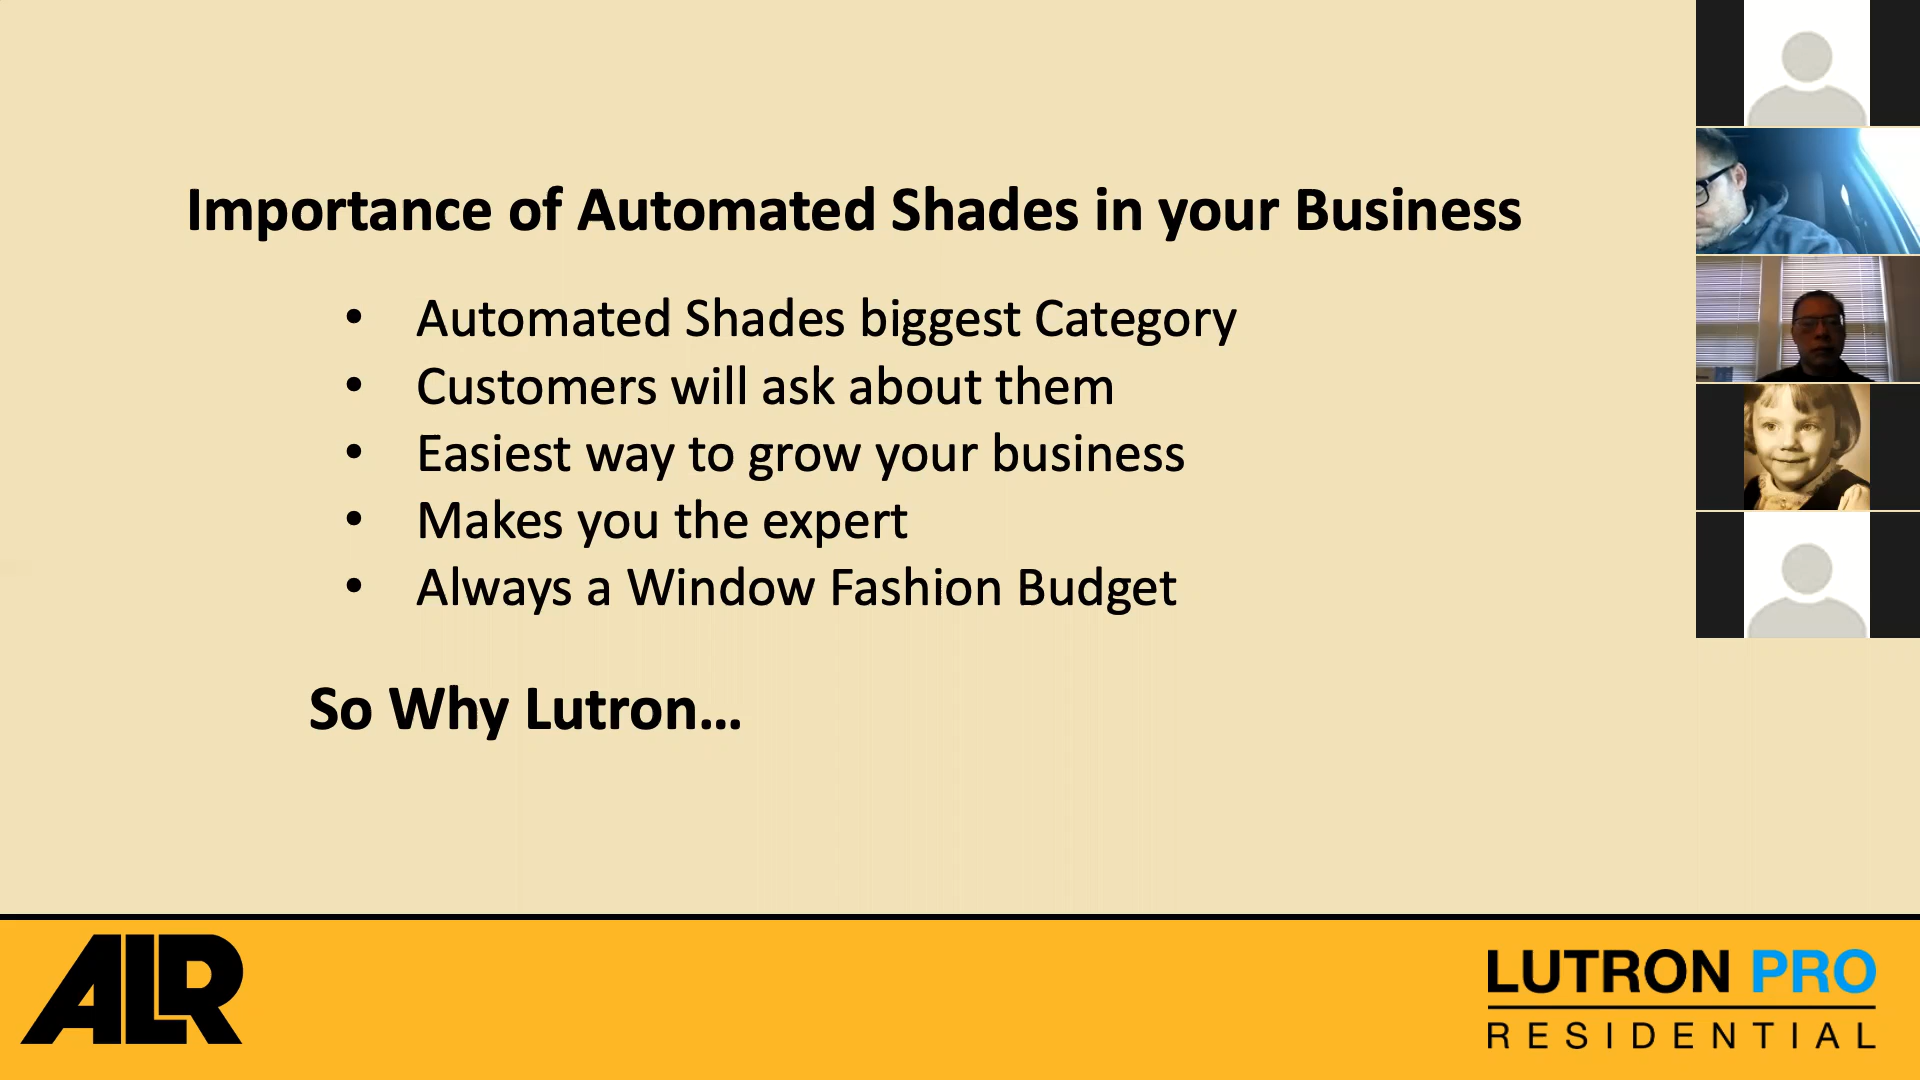 Importance of Automated Shades in your Business
• Automated Shades biggest Category
• Customers will ask about them
• Easiest way to grow your business
• Makes you the expert
• Always a Window Fashion Budget
So Why Lutron...
ALR
LUTRON PRO
RESIDENTIAL